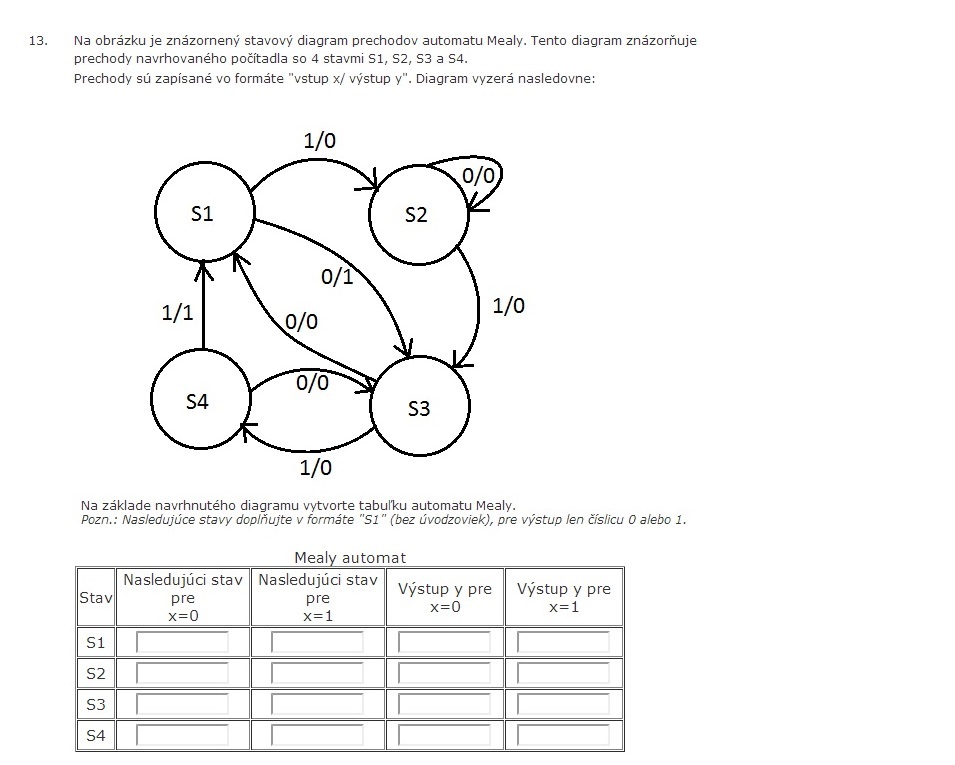 13. Na obrázku je znázornený stavový diagram prechodov automatu Mealy. Tento diagram znázorňuje
prechody navrhovaného počítadla so 4 stavmi S1, S2, S3 a S4.
Prechody sú zapísané vo formáte "vstup x/ výstup y". Diagram vyzerá nasledovne:
1/0
0/0
S1
S2
0/1
1/1
0/0
1/0
0/0
S4
S3
1/0
Na základe navrhnutého diagramu vytvorte tabuľku automatu Mealy.
Pozn.: Nasledujúce stavy doplňujte v formáte "S1" (bez úvodzoviek), pre výstup len číslicu 0 alebo 1.
Mealy automat
Stav
Nasledujúci stav
pre
x=0
Nasledujúci stav
pre
x=1
Výstup y pre
x=0
Výstup y pre
x=1
S1
S2
S3
S4